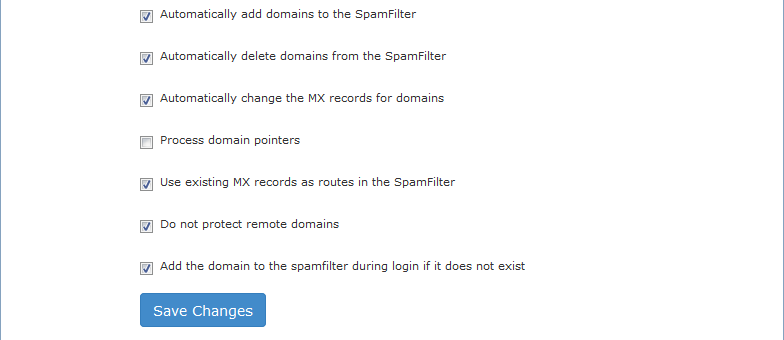 Automatically add domains to the SpamFilter
Automatically delete domains from the SpamFilter
Automatically change the MX records for domains
Process domain pointers
Use existing MX records as routes in the SpamFilter
Do not protect remote domains
Add the domain to the spamfilter during login if it does not exist
Save Changes